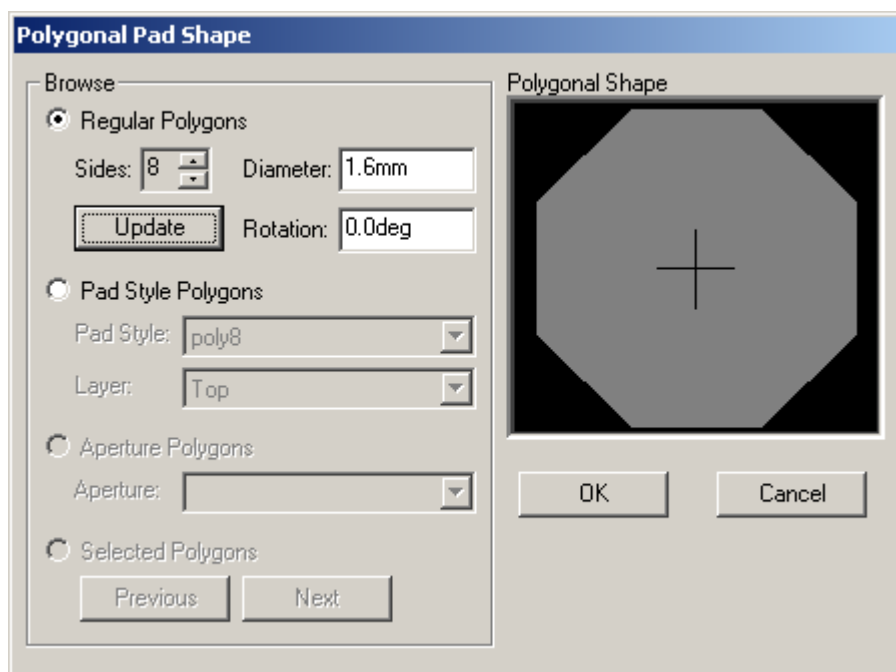 Polygonal Pad Shape
Browse
Regular Polygons
Sides: 8 Diameter: 1.6mm
Update Rotation: 0.0deg
Pad Style Polygons
Pad Style: poly8
Layer: Top
Aperture Polygons
Aperture:
Selected Polygons
Previous Next
Polygonal Shape
OK Cancel